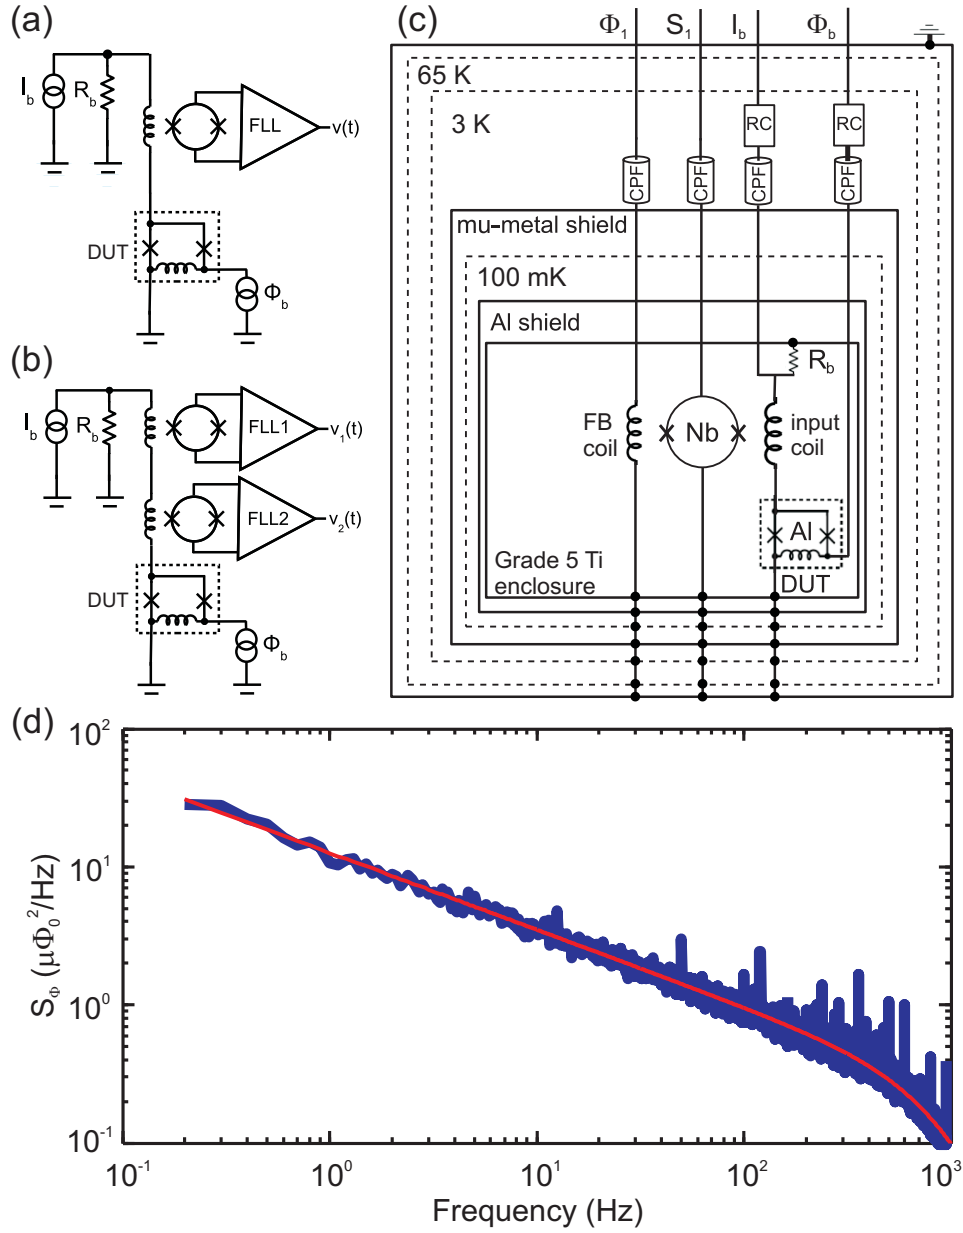 (a)
I_b
R_b
FLL
v(t)
DUT
Φ_b
(b)
I_b
R_b
FLL1
v_1(t)
FLL2
v_2(t)
DUT
Φ_b
(c)
Φ_1
S_1
I_b
Φ_b
65 K
3 K
RC
RC
CPF
CPF
CPF
CPF
mu-metal shield
100 mK
Al shield
R_b
FB
coil
Nb
input
coil
Al
DUT
Grade 5 Ti
enclosure
(d)
S_Φ (μΦ_0^2/Hz)
10^2
10^1
10^0
10^-1
10^-1
10^0
10^1
10^2
10^3
Frequency (Hz)